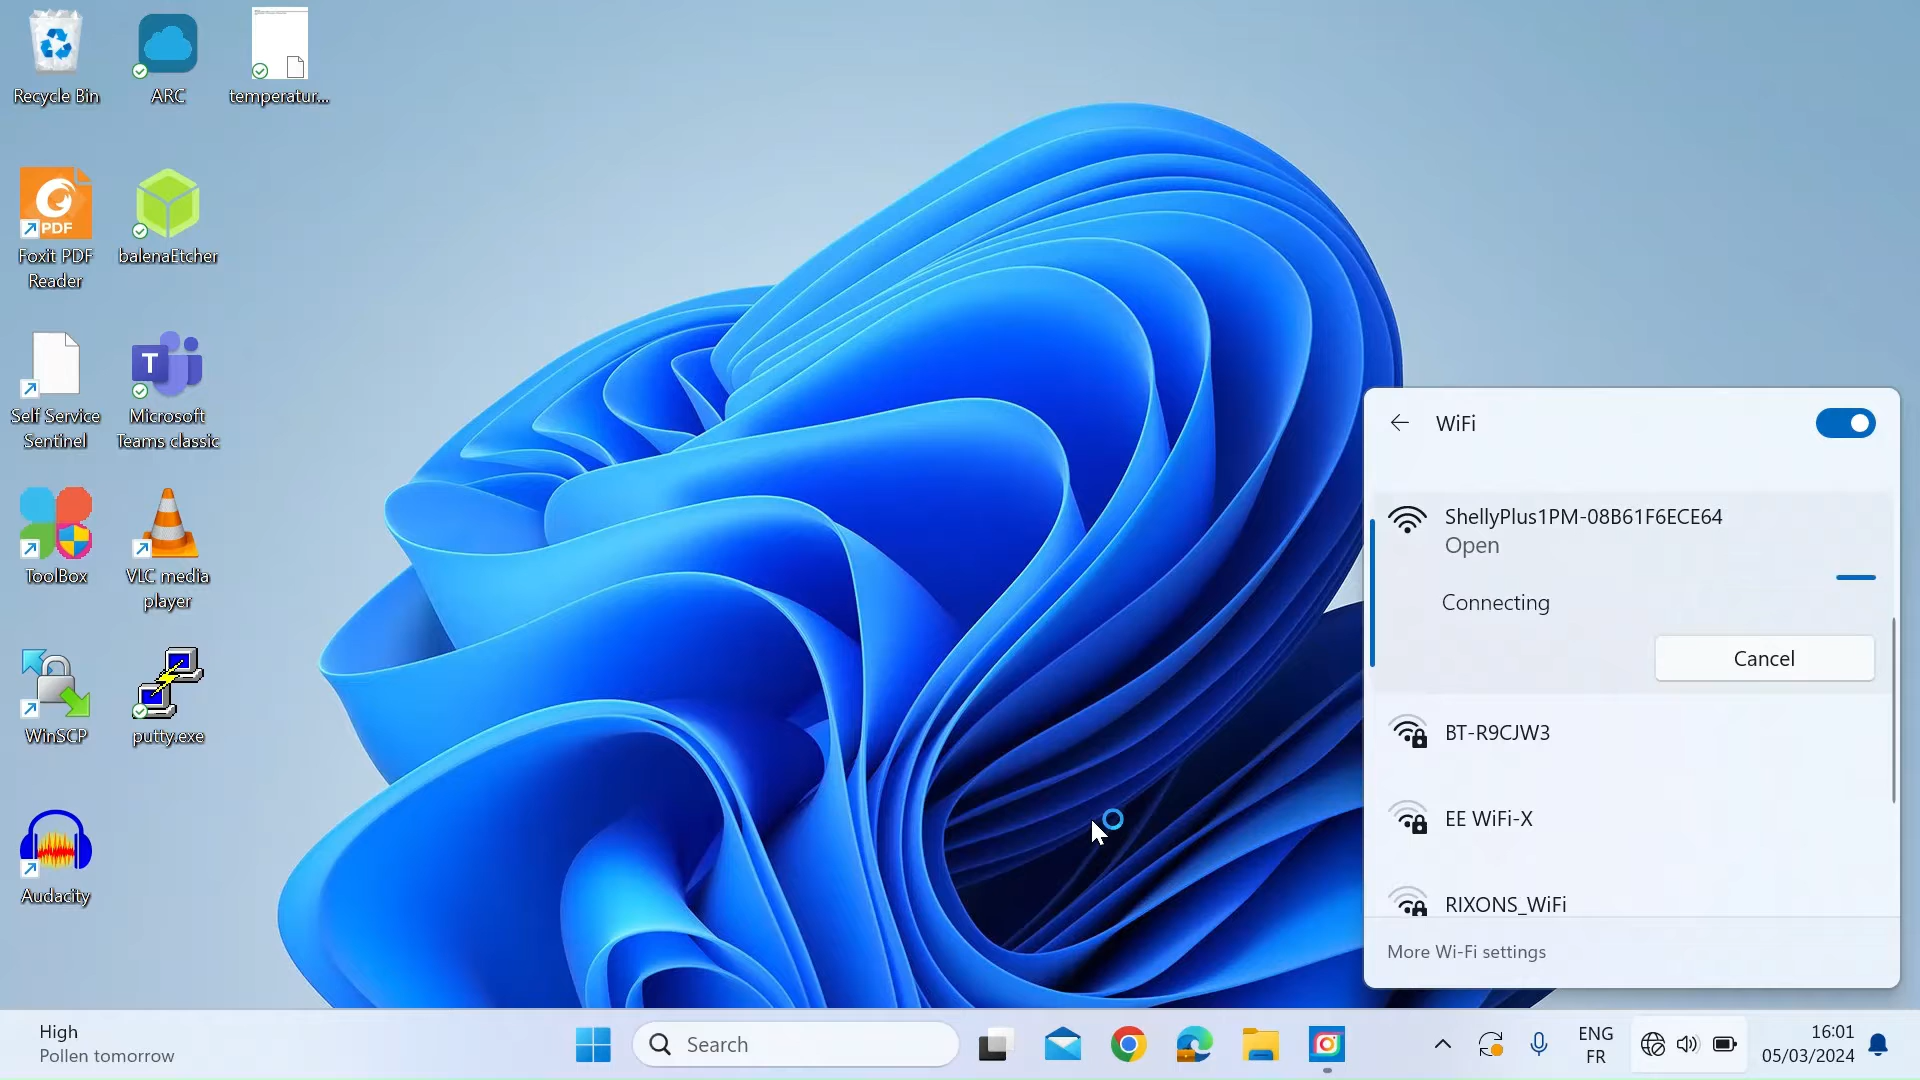 Recycle Bin
ARC
temperatur...
PDF
Foxit PDF
Reader
balenaEtcher
Self Service
Sentinel
T
Microsoft
Teams classic
ToolBox
VLC media
player
WinSCP
putty.exe
Audacity
WiFi
ShellyPlus1PM-08B61F6ECE64
Open
Connecting
Cancel
BT-R9CJW3
EE WiFi-X
RIXONS_WiFi
More Wi-Fi settings
High
Pollen tomorrow
Search
ENG
FR
16:01
05/03/2024